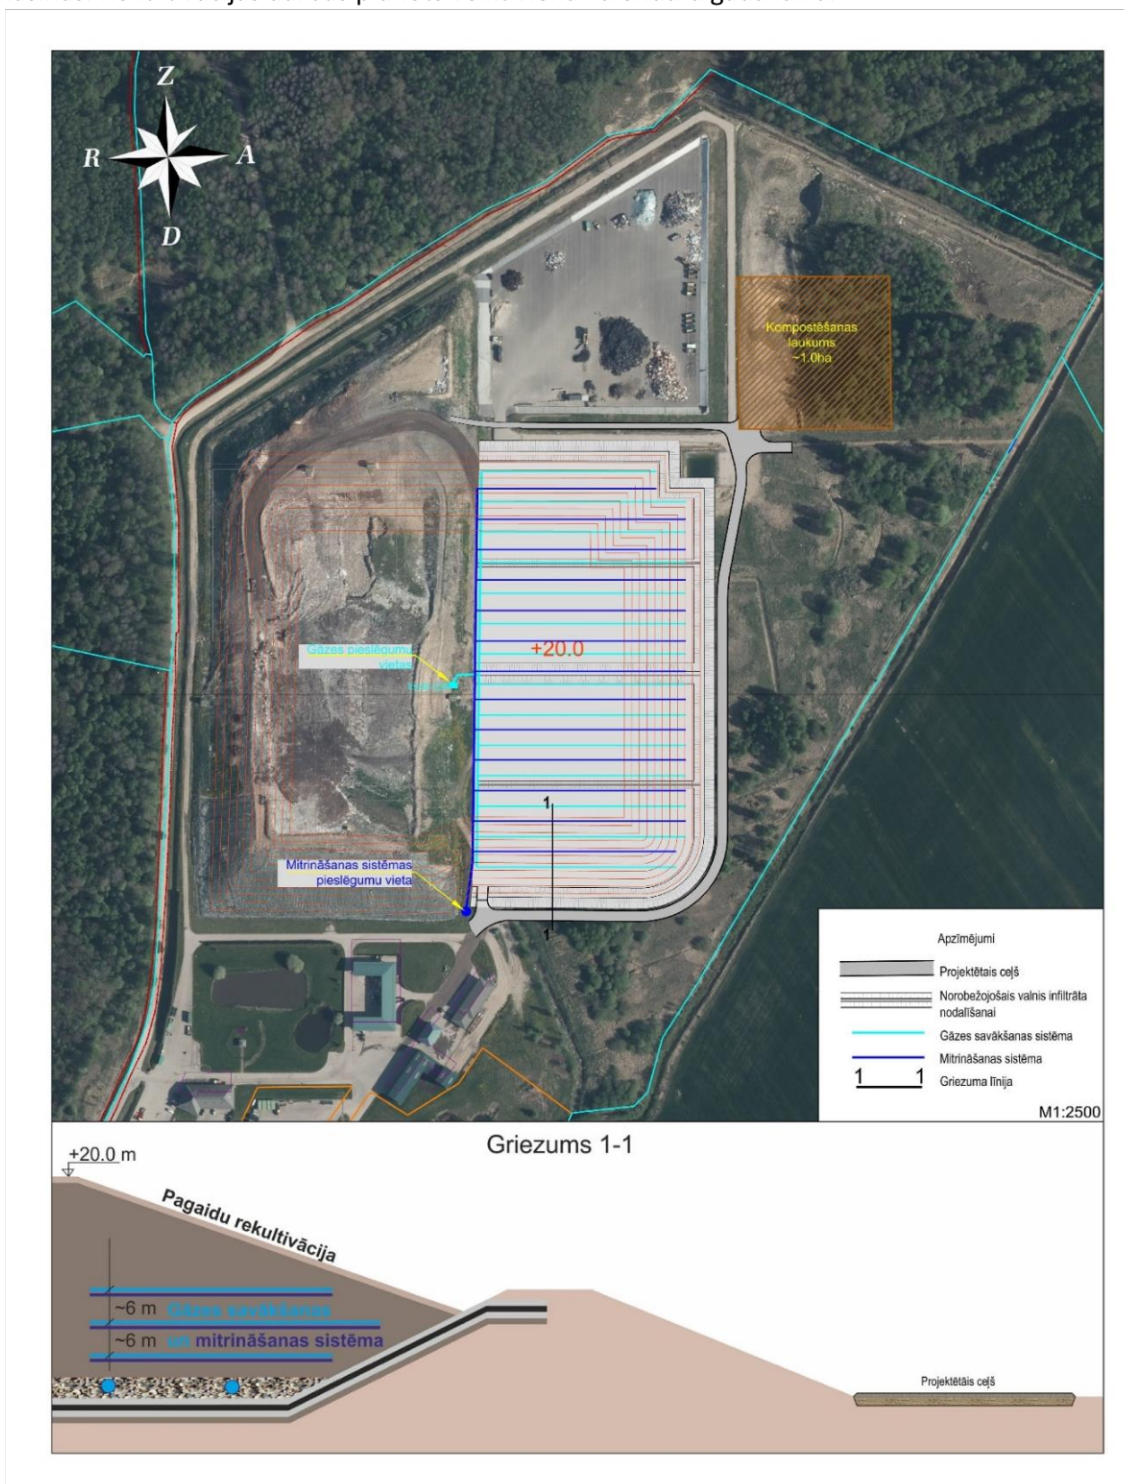 Z
R
A
D
Kompostēšanas
laukums
~1.0ha
Gāzes pieslēgumu
vietas
+20.0
1
Mitrināšanas sistēmas
pieslēgumu vieta
1
Apzīmējumi
Projektētais ceļš
Norobežojošais valnis infiltrāta
nodalīšanai
Gāzes savākšanas sistēma
Mitrināšanas sistēma
1 1
Griezuma līnija
M1:2500
Griezums 1-1
+20.0 m
Pagaidu rekultivācija
~6 m Gāzes savākšanas
~6 m un mitrināšanas sistēma
Projektētāis ceļš